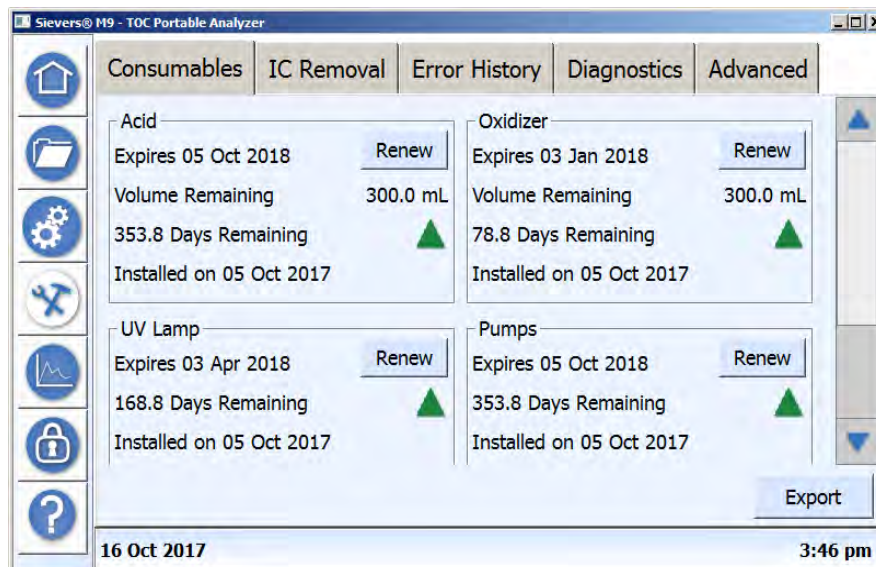 Sievers® M9 - TOC Portable Analyzer
Consumables
IC Removal
Error History
Diagnostics
Advanced
Acid
Expires 05 Oct 2018
Renew
Volume Remaining 300.0 mL
353.8 Days Remaining
Installed on 05 Oct 2017
Oxidizer
Expires 03 Jan 2018
Renew
Volume Remaining 300.0 mL
78.8 Days Remaining
Installed on 05 Oct 2017
UV Lamp
Expires 03 Apr 2018
Renew
168.8 Days Remaining
Installed on 05 Oct 2017
Pumps
Expires 05 Oct 2018
Renew
353.8 Days Remaining
Installed on 05 Oct 2017
Export
16 Oct 2017
3:46 pm